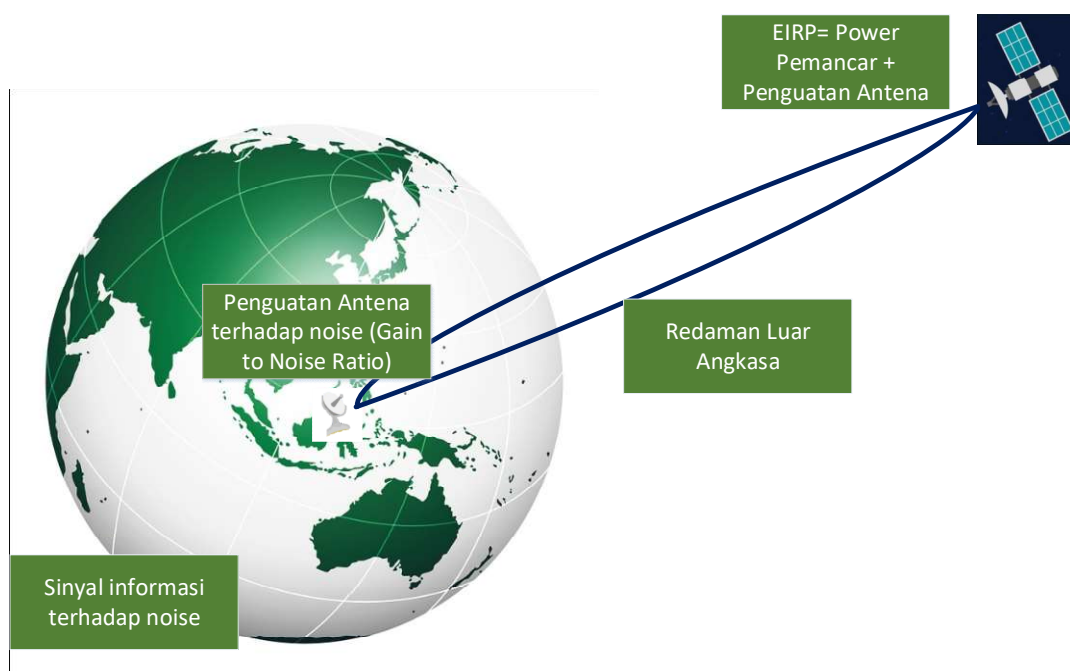 EIRP= Power
Pemancar +
Penguatan Antena
Penguatan Antena
terhadap noise (Gain
to Noise Ratio)
Redaman Luar
Angkasa
Sinyal informasi
terhadap noise